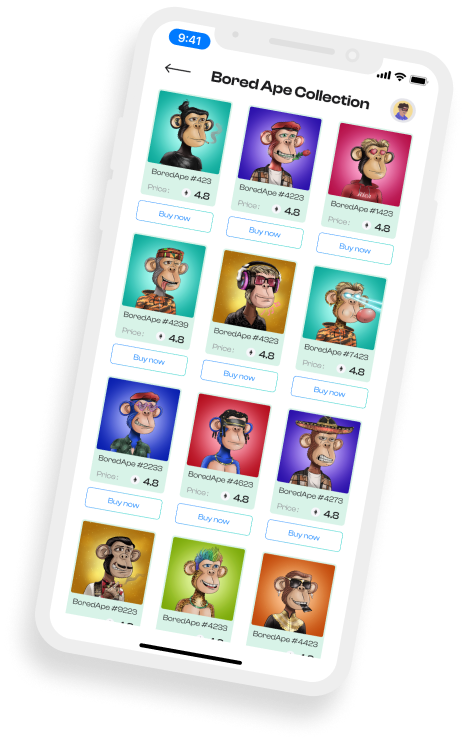 9:41
Bored Ape Collection
BoredApe #423
Price:
4.8
Buy now
BoredApe #4223
Price:
4.8
Buy now
BoredApe #1423
Price:
4.8
Buy now
BoredApe #4239
Price:
4.8
Buy now
BoredApe #4323
Price:
4.8
Buy now
BoredApe #7423
Price:
4.8
Buy now
BoredApe #2233
Price:
4.8
Buy now
BoredApe #4623
Price:
4.8
Buy now
BoredApe #4273
Price:
4.8
Buy now
BoredApe #9223
BoredApe #4233
BoredApe #4423